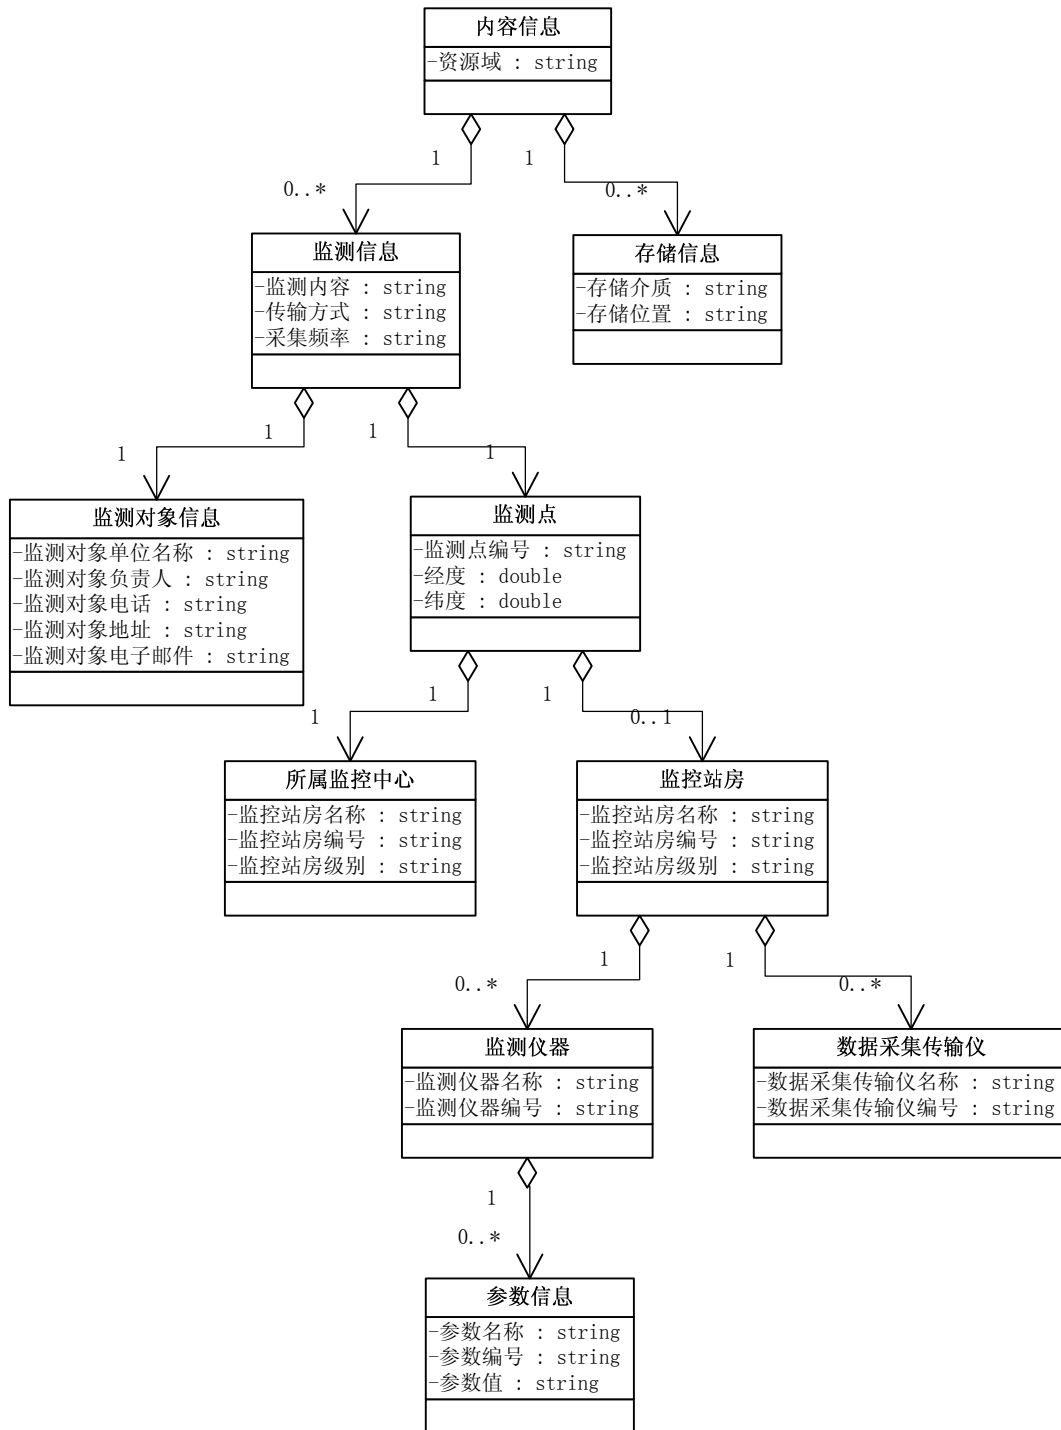 内容信息
-资源域 : string
1
1
0..*
0..*
监测信息
-监测内容 : string
-传输方式 : string
-采集频率 : string
存储信息
-存储介质 : string
-存储位置 : string
1
1
1
1
监测对象信息
-监测对象单位名称 : string
-监测对象负责人 : string
-监测对象电话 : string
-监测对象地址 : string
-监测对象电子邮件 : string
监测点
-监测点编号 : string
-经度 : double
-纬度 : double
1
1
1
0..1
所属监控中心
-监控站房名称 : string
-监控站房编号 : string
-监控站房级别 : string
监控站房
-监控站房名称 : string
-监控站房编号 : string
-监控站房级别 : string
1
1
0..*
0..*
监测仪器
-监测仪器名称 : string
-监测仪器编号 : string
数据采集传输仪
-数据采集传输仪名称 : string
-数据采集传输仪编号 : string
1
0..*
参数信息
-参数名称 : string
-参数编号 : string
-参数值 : string